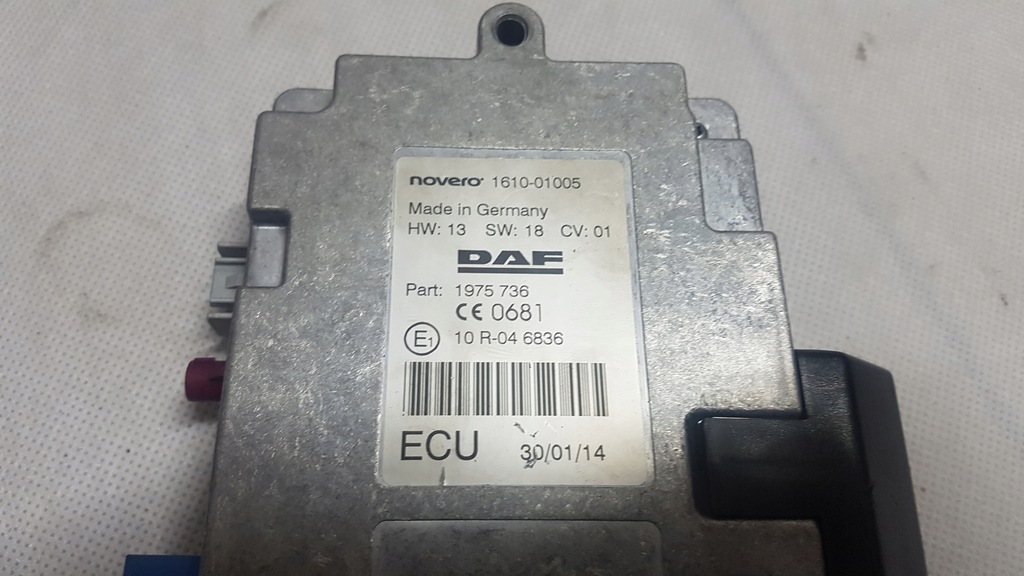 novero 1610-01005
Made in Germany
HW: 13 SW: 18 CV: 01
DAF
Part: 1975 736
CE 0681
E1 10 R-04 6836
ECU 30/01/14